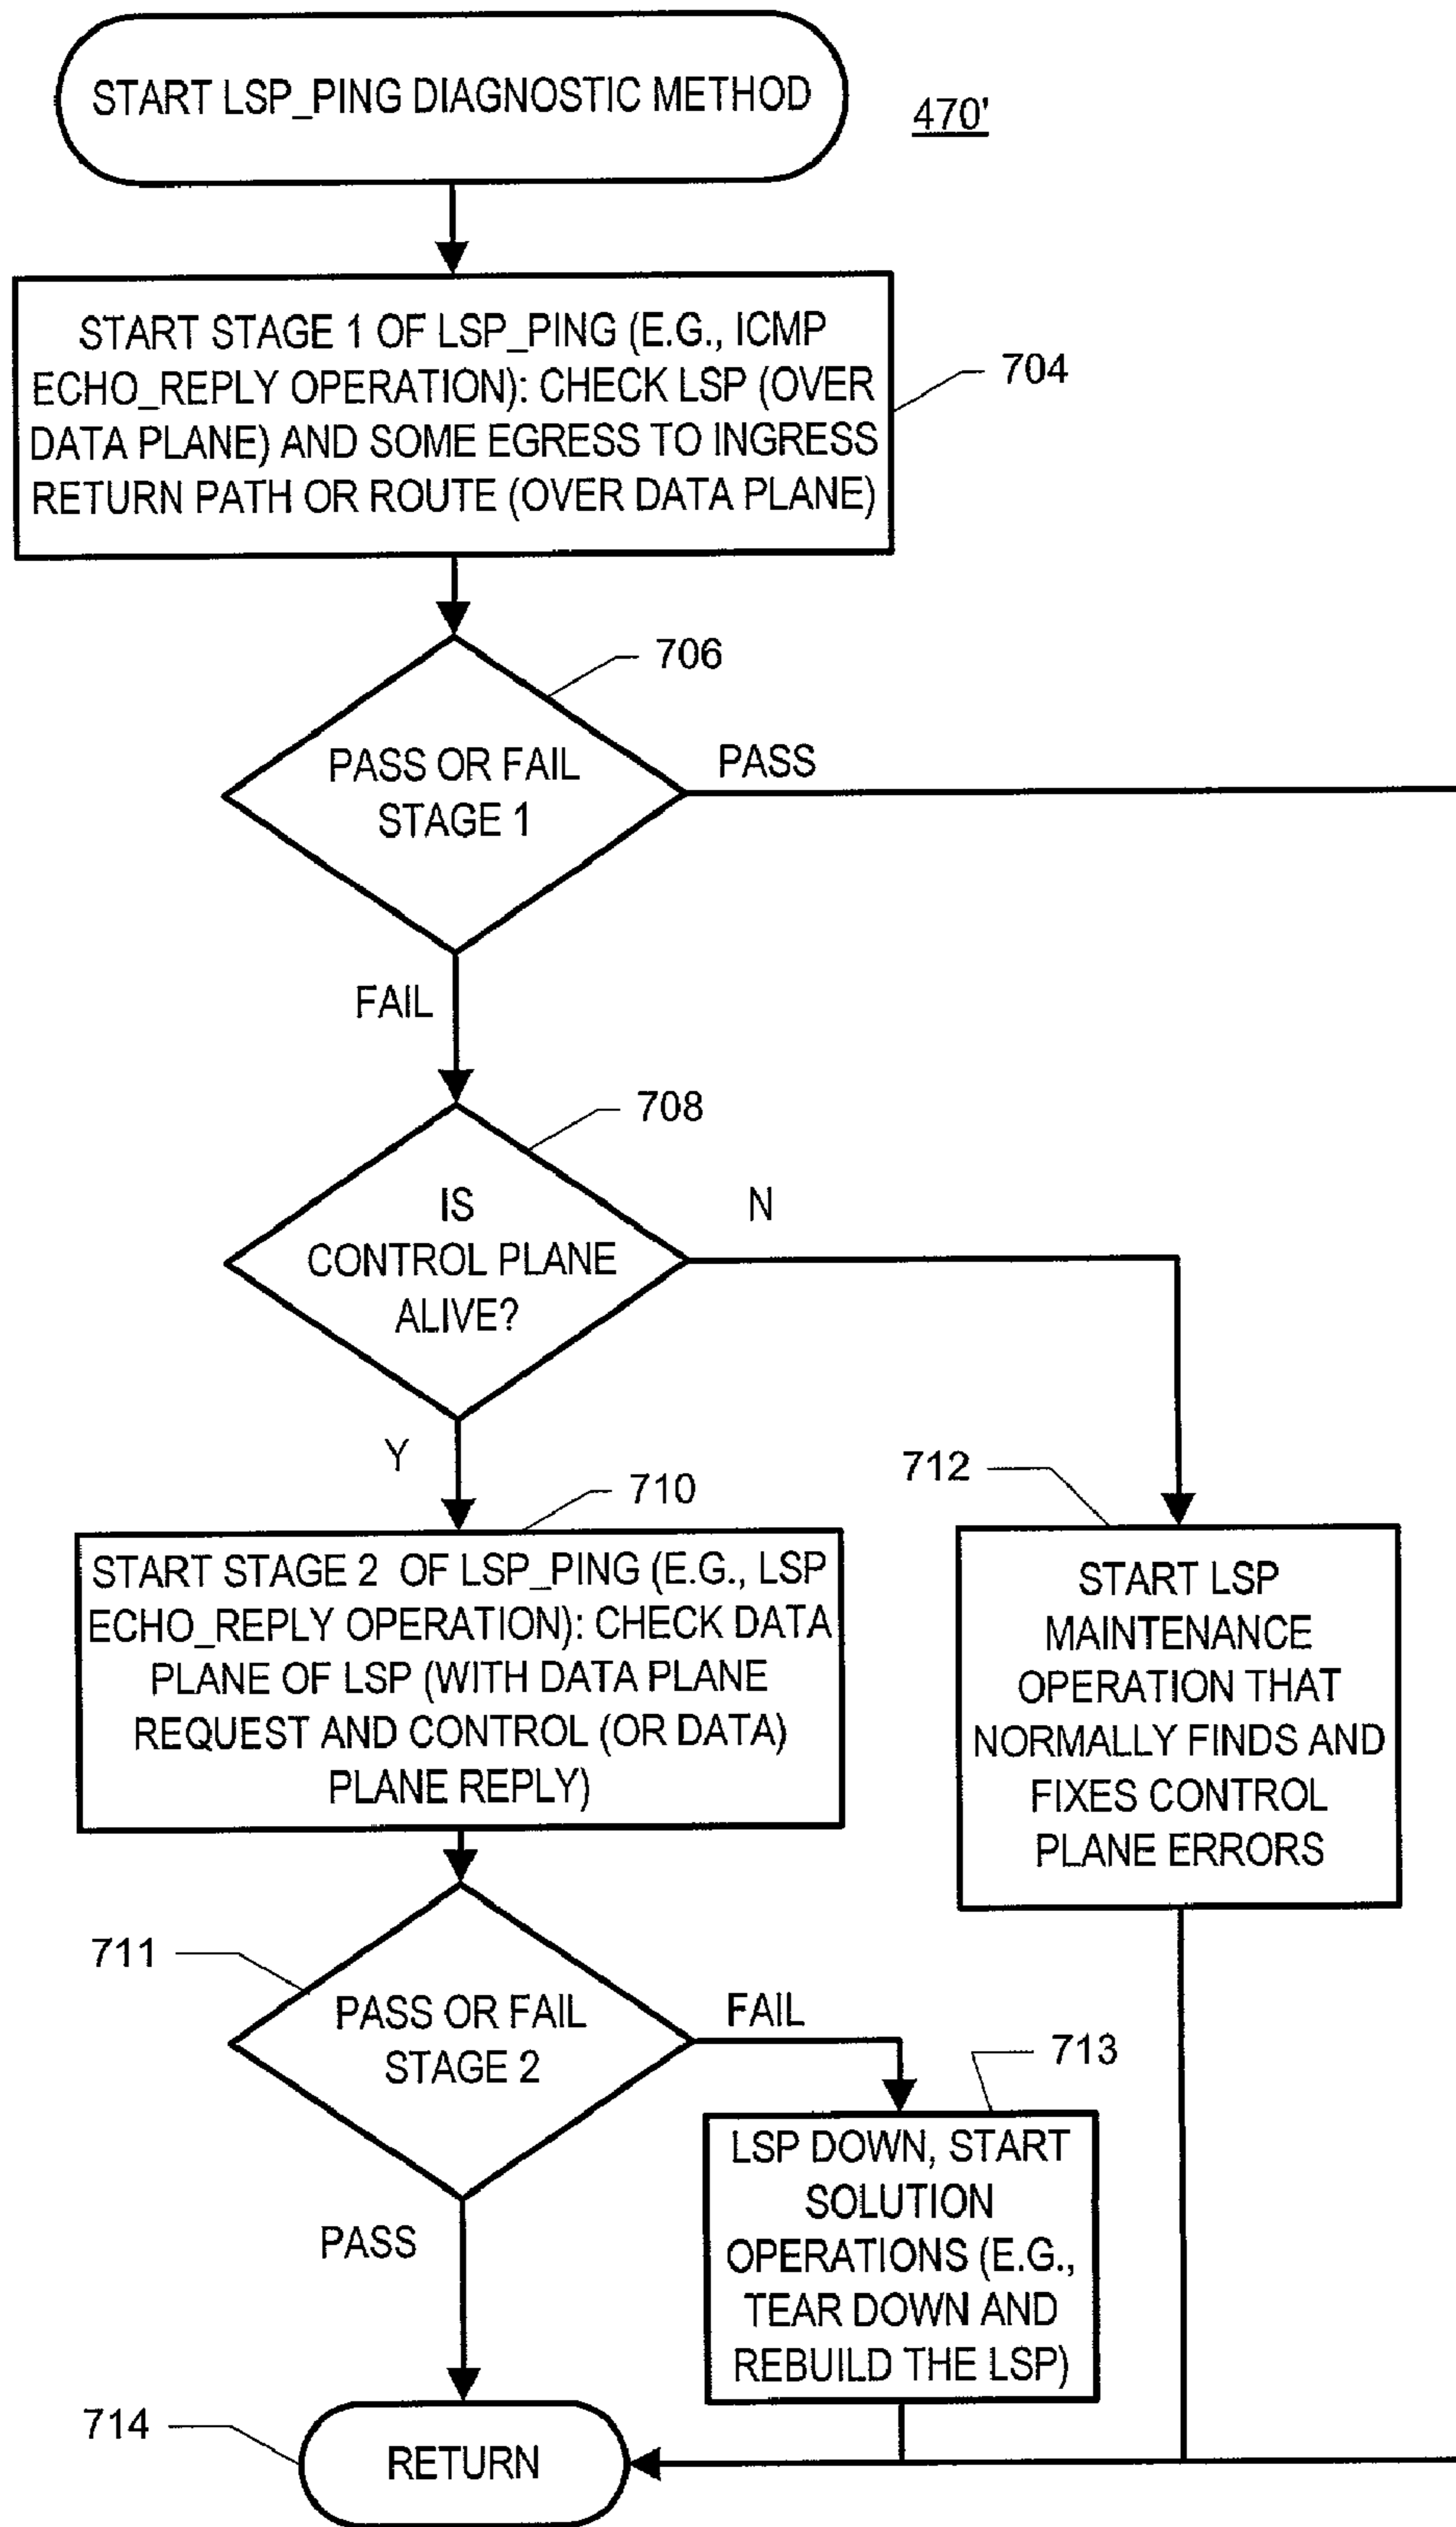 START LSP_PING DIAGNOSTIC METHOD
470'
START STAGE 1 OF LSP_PING (E.G., ICMP
ECHO_REPLY OPERATION): CHECK LSP (OVER
DATA PLANE) AND SOME EGRESS TO INGRESS
RETURN PATH OR ROUTE (OVER DATA PLANE)
704
706
PASS OR FAIL
STAGE 1
PASS
FAIL
708
IS
CONTROL PLANE
ALIVE?
N
Y
710
START STAGE 2 OF LSP_PING (E.G., LSP
ECHO_REPLY OPERATION): CHECK DATA
PLANE OF LSP (WITH DATA PLANE
REQUEST AND CONTROL (OR DATA)
PLANE REPLY)
712
START LSP
MAINTENANCE
OPERATION THAT
NORMALLY FINDS AND
FIXES CONTROL
PLANE ERRORS
711
PASS OR FAIL
STAGE 2
FAIL
713
LSP DOWN, START
SOLUTION
OPERATIONS (E.G.,
TEAR DOWN AND
REBUILD THE LSP)
PASS
714
RETURN